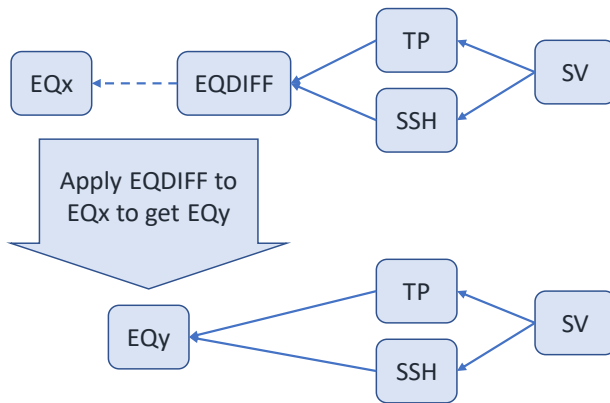 TP
EQx
EQDIFF
SV
SSH
Apply EQDIFF to
EQx to get EQy
TP
EQy
SV
SSH